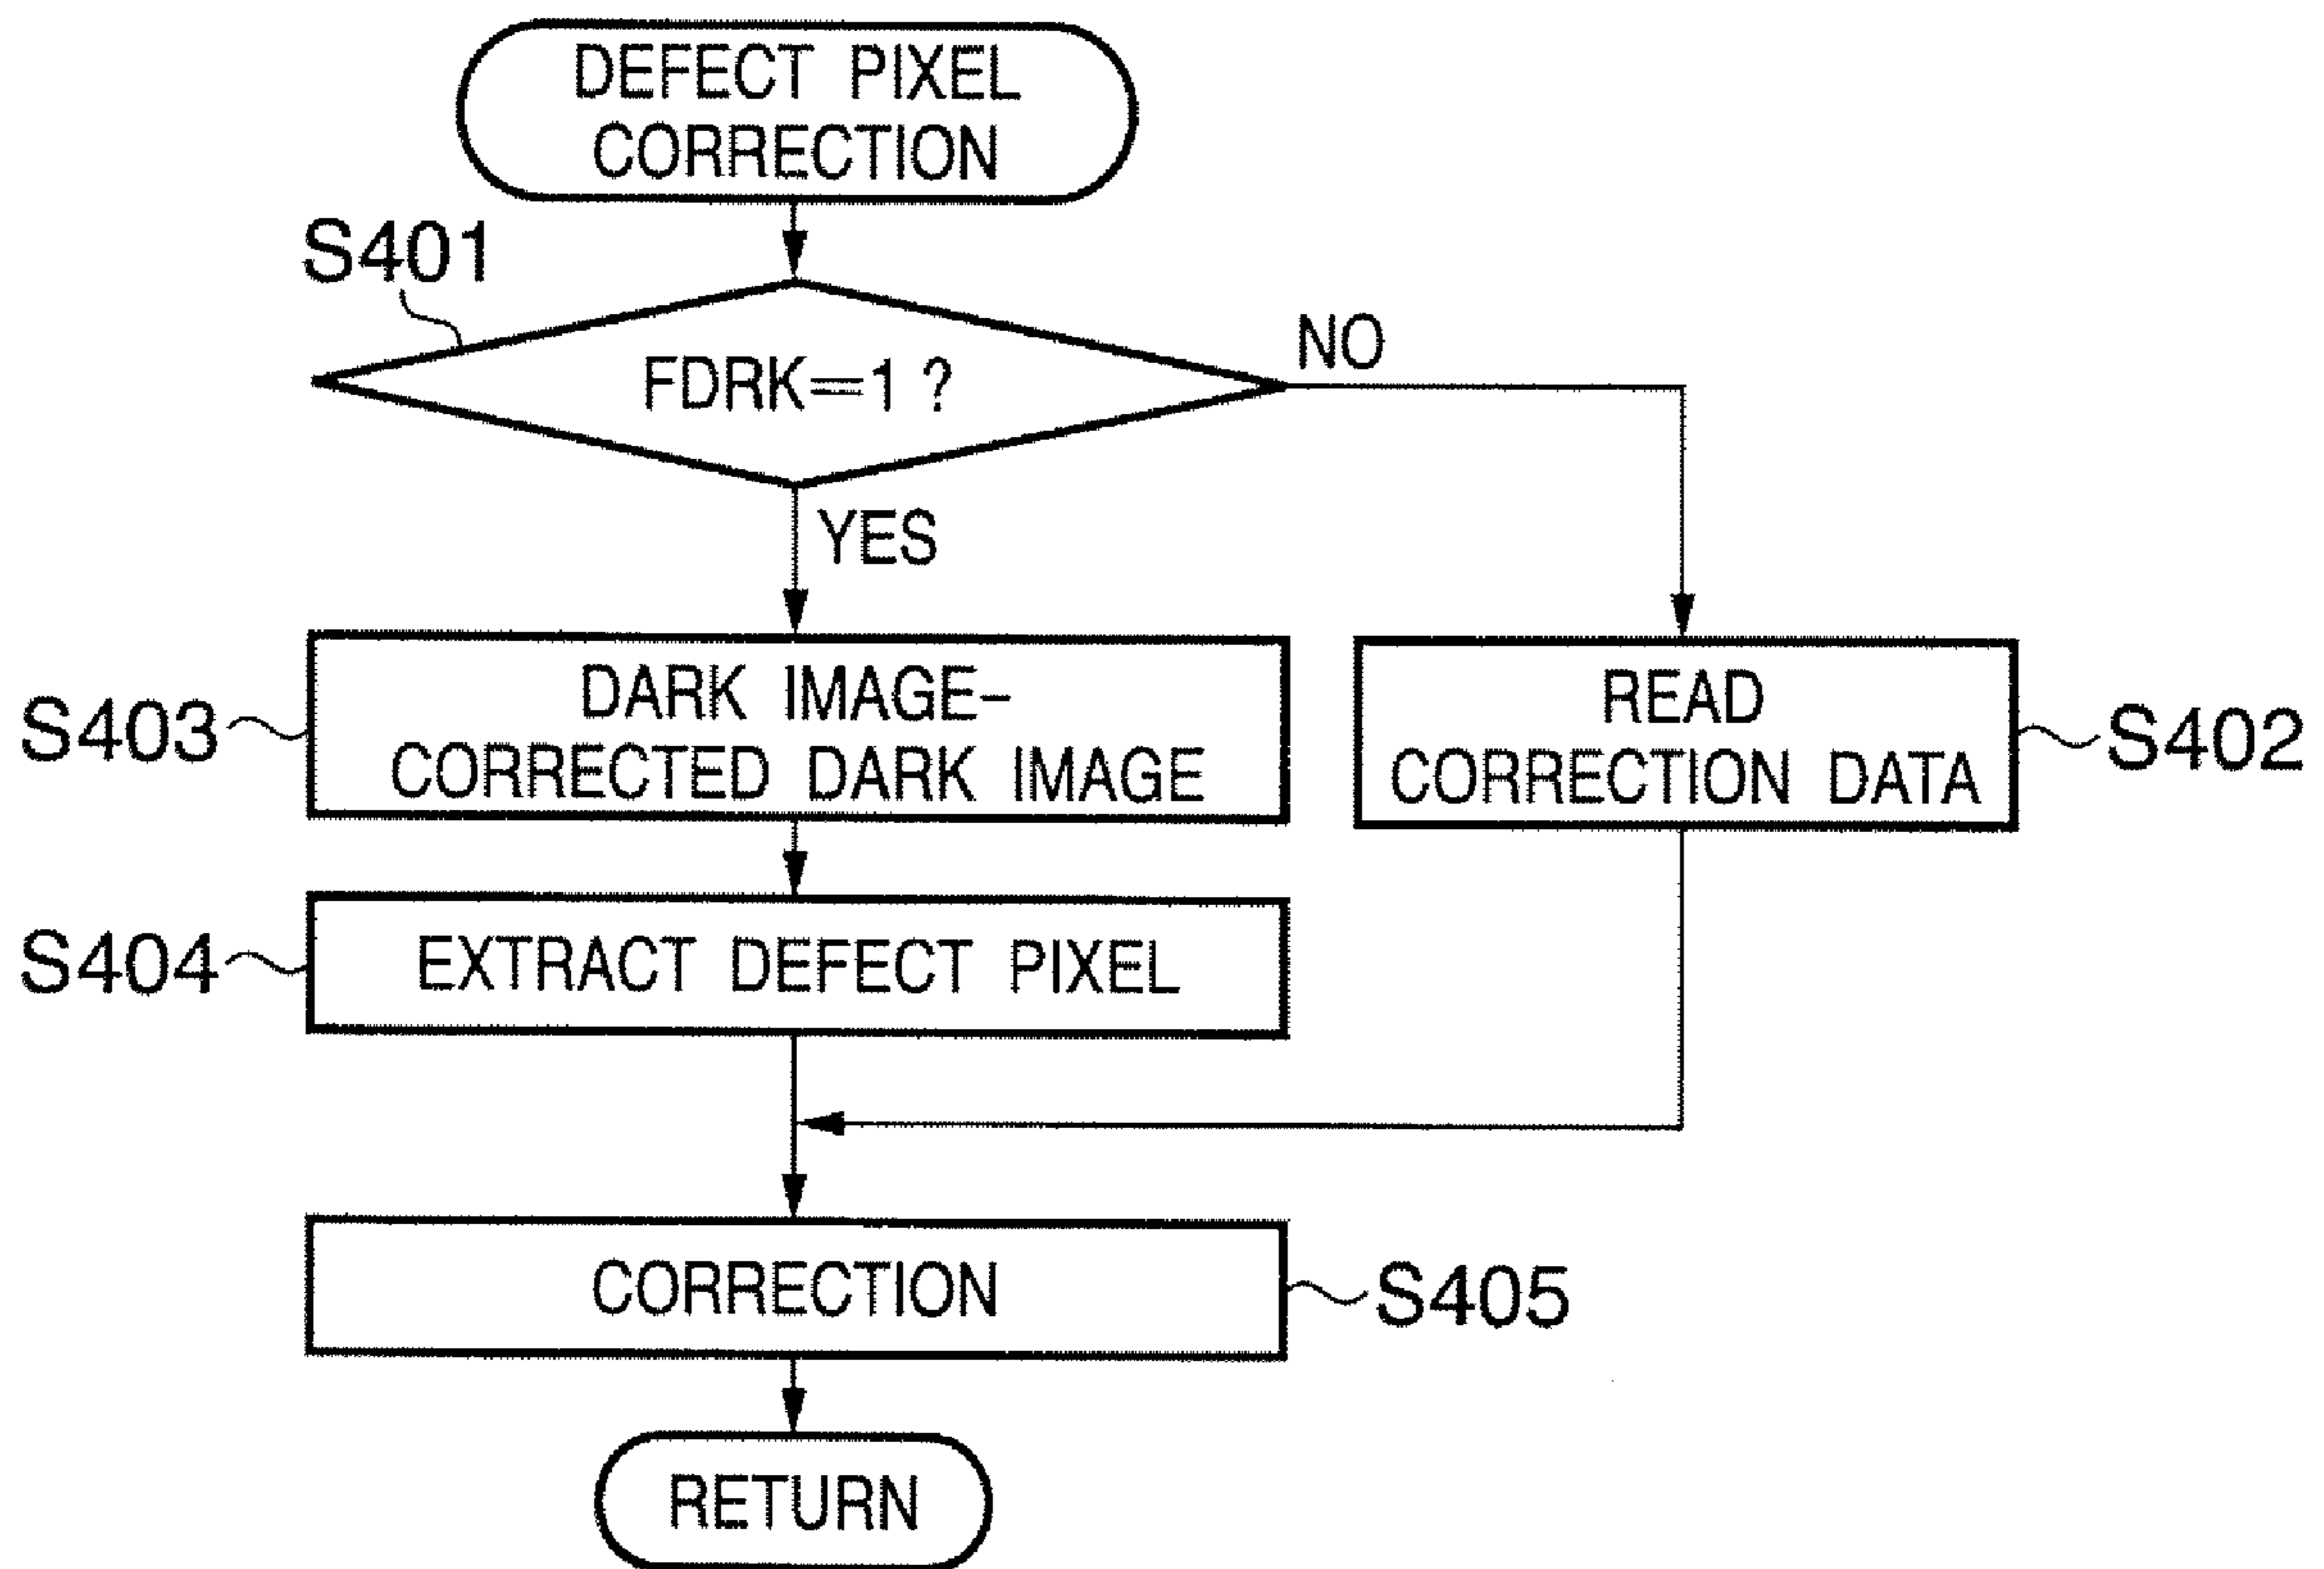 DEFECT PIXEL
CORRECTION
S401
FDRK=1?
NO
YES
S403
DARK IMAGE-
CORRECTED DARK IMAGE
READ
CORRECTION DATA
S402
S404
EXTRACT DEFECT PIXEL
CORRECTION
S405
RETURN